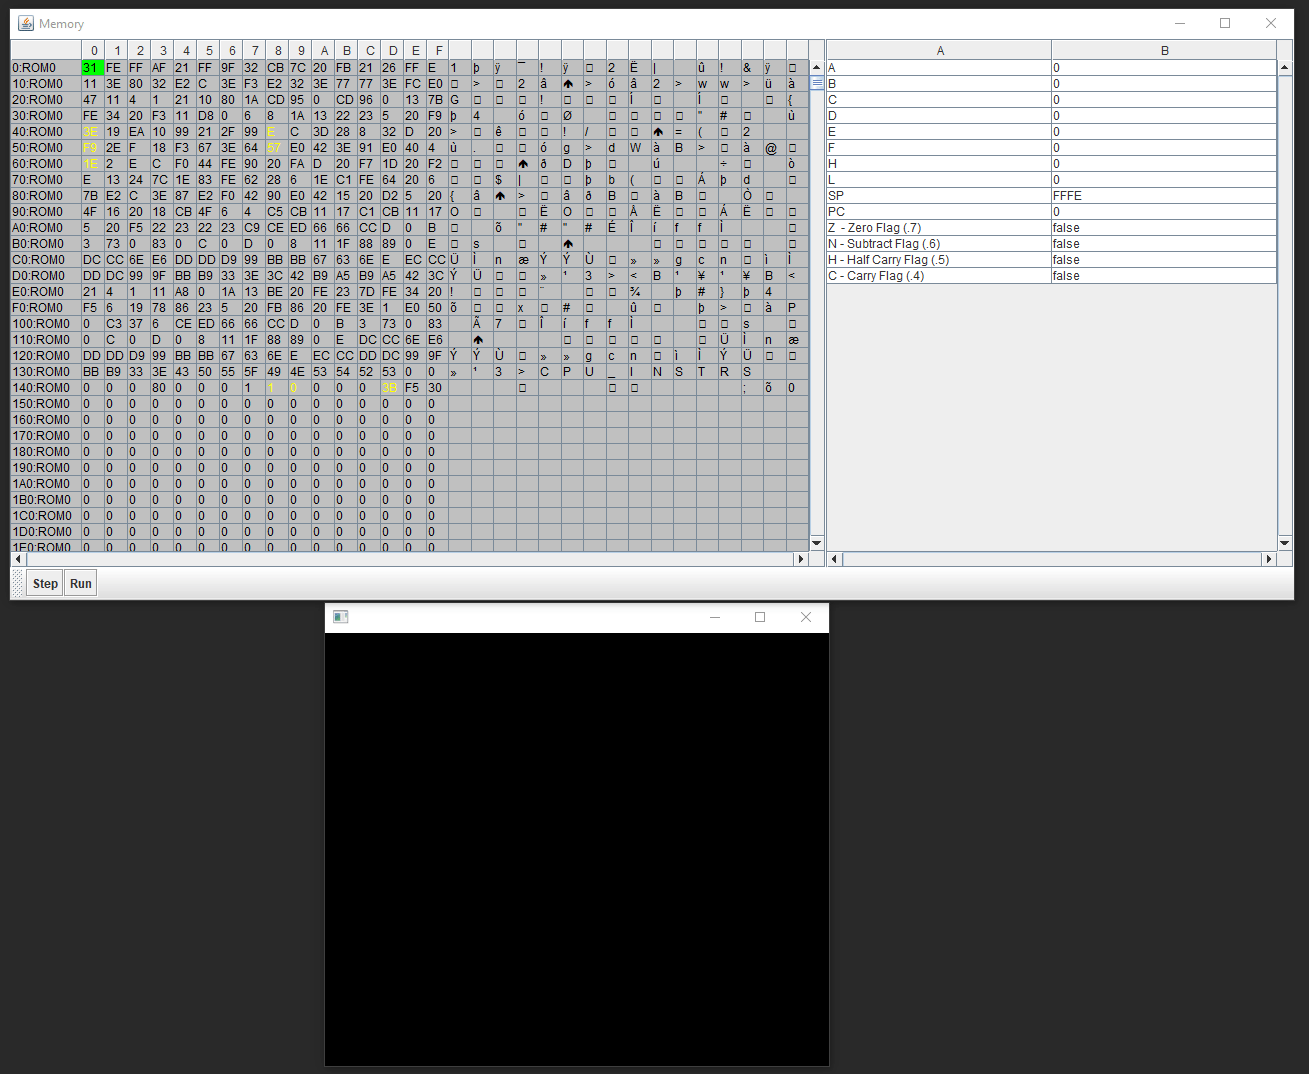 Memory
0 1 2 3 4 5 6 7 8 9 A B C D E F
A B
0:ROM0 31 FE FF AF 21 FF 9F 32 CB 7C 20 FB 21 26 FF E 1 þ ÿ ¯ ! ÿ □ 2 Ë | û ! & ÿ □
10:ROM0 11 3E 80 32 E2 C 3E F3 E2 32 3E 77 77 3E FC E0 □ > □ 2 â > ó â 2 > w w > ü à
20:ROM0 47 11 4 1 21 10 80 1A CD 95 0 CD 96 0 13 7B G □ □ □ ! □ □ □ Í □ Í □ □ {
30:ROM0 FE 34 20 F3 11 D8 0 6 8 1A 13 22 23 5 20 F9 þ 4 ó □ Ø □ □ □ □ " # □ ù
40:ROM0 3E 19 EA 10 99 21 2F 99 E C 3D 28 8 32 D 20 > □ ê □ □ ! / □ □ = ( □ 2
50:ROM0 F9 2E F 18 F3 67 3E 64 57 E0 42 3E 91 E0 40 4 ù . □ □ ó g > d W à B > □ à @ □
60:ROM0 1E 2 E C F0 44 FE 90 20 FA D 20 F7 1D 20 F2 □ □ □ ð D þ □ ú ÷ □ ò
70:ROM0 E 13 24 7C 1E 83 FE 62 28 6 1E C1 FE 64 20 6 □ □ $ | □ □ þ b ( □ □ Á þ d □
80:ROM0 7B E2 C 3E 87 E2 F0 42 90 E0 42 15 20 D2 5 20 { â > □ â ð B □ à B □ Ò □
90:ROM0 4F 16 20 18 CB 4F 6 4 C5 CB 11 17 C1 CB 11 17 O □ □ Ë O □ □ Å Ë □ □ Á Ë □ □
A0:ROM0 5 20 F5 22 23 22 23 C9 CE ED 66 66 CC D 0 B □ õ " # " # É Î í f f Ì □
B0:ROM0 3 73 0 83 0 C 0 D 0 8 11 1F 88 89 0 E □ s □ □ □ □ □ □ □
C0:ROM0 DC CC 6E E6 DD DD D9 99 BB BB 67 63 6E E EC CC Ü Ì n æ Ý Ý Ù □ » » g c n □ ì Ì
D0:ROM0 DD DC 99 9F BB B9 33 3E 3C 42 B9 A5 B9 A5 42 3C Ý Ü □ □ » ¹ 3 > < B ¹ ¥ ¹ ¥ B <
E0:ROM0 21 4 1 11 A8 0 1A 13 BE 20 FE 23 7D FE 34 20 ! □ □ □ ¨ □ □ ¾ þ # } þ 4
F0:ROM0 F5 6 19 78 86 23 5 20 FB 86 20 FE 3E 1 E0 50 õ □ □ x □ # □ û □ þ > □ à P
100:ROM0 0 C3 37 6 CE ED 66 66 CC D 0 B 3 73 0 83 Ã 7 □ Î í f f Ì □ □ s □
110:ROM0 0 C 0 D 0 8 11 1F 88 89 0 E DC CC 6E E6 □ □ □ □ □ □ □ Ü Ì n æ
120:ROM0 DD DD D9 99 BB BB 67 63 6E E EC CC DD DC 99 9F Ý Ý Ù □ » » g c n □ ì Ì Ý Ü □ □
130:ROM0 BB B9 33 3E 43 50 55 5F 49 4E 53 54 52 53 0 0 » ¹ 3 > C P U _ I N S T R S
140:ROM0 0 0 0 80 0 0 0 1 1 0 0 0 0 3B F5 30 □ □ □ ; õ 0
150:ROM0 0 0 0 0 0 0 0 0 0 0 0 0 0 0 0 0
160:ROM0 0 0 0 0 0 0 0 0 0 0 0 0 0 0 0 0
170:ROM0 0 0 0 0 0 0 0 0 0 0 0 0 0 0 0 0
180:ROM0 0 0 0 0 0 0 0 0 0 0 0 0 0 0 0 0
190:ROM0 0 0 0 0 0 0 0 0 0 0 0 0 0 0 0 0
1A0:ROM0 0 0 0 0 0 0 0 0 0 0 0 0 0 0 0 0
1B0:ROM0 0 0 0 0 0 0 0 0 0 0 0 0 0 0 0 0
1C0:ROM0 0 0 0 0 0 0 0 0 0 0 0 0 0 0 0 0
1D0:ROM0 0 0 0 0 0 0 0 0 0 0 0 0 0 0 0 0
1E0:ROM0 0 0 0 0 0 0 0 0 0 0 0 0 0 0 0 0
A 0
B 0
C 0
D 0
E 0
F 0
H 0
L 0
SP FFFE
PC 0
Z - Zero Flag (.7) false
N - Subtract Flag (.6) false
H - Half Carry Flag (.5) false
C - Carry Flag (.4) false
Step Run